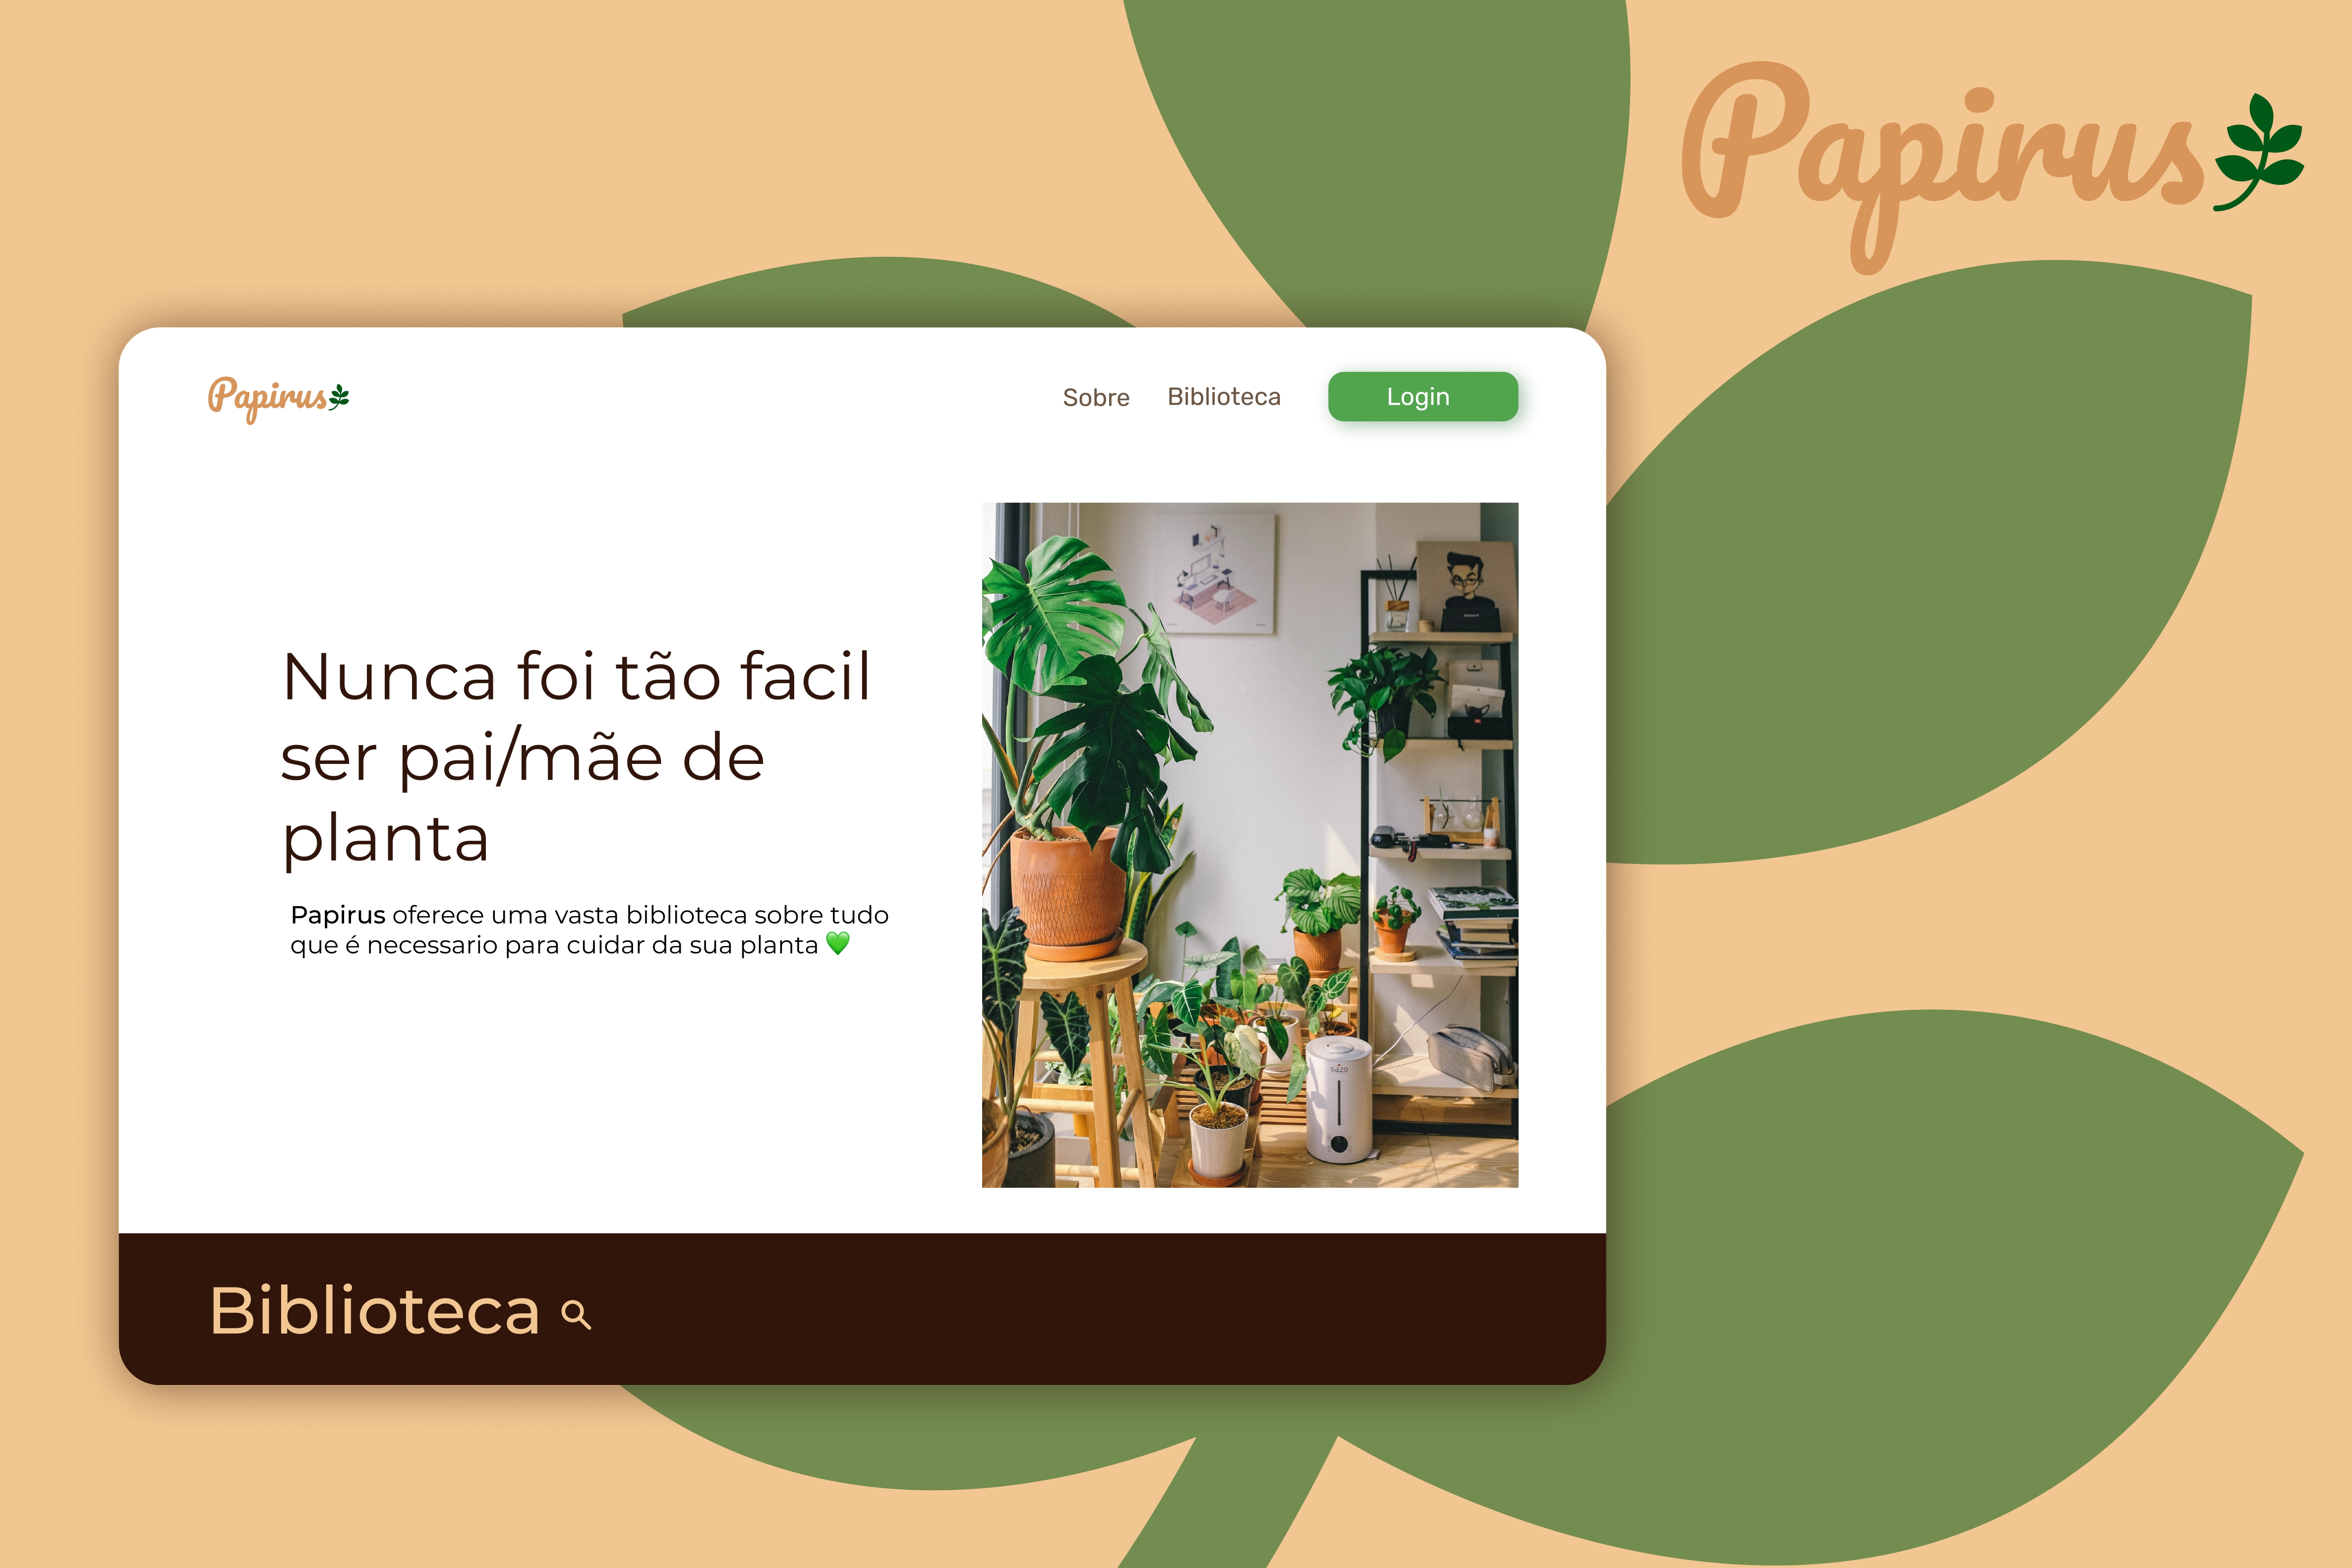 Papirus
Papirus
Sobre
Biblioteca
Login
Nunca foi tão facil
ser pai/mãe de
planta
Papirus oferece uma vasta biblioteca sobre tudo
que é necessario para cuidar da sua planta 💚
sazo
Biblioteca